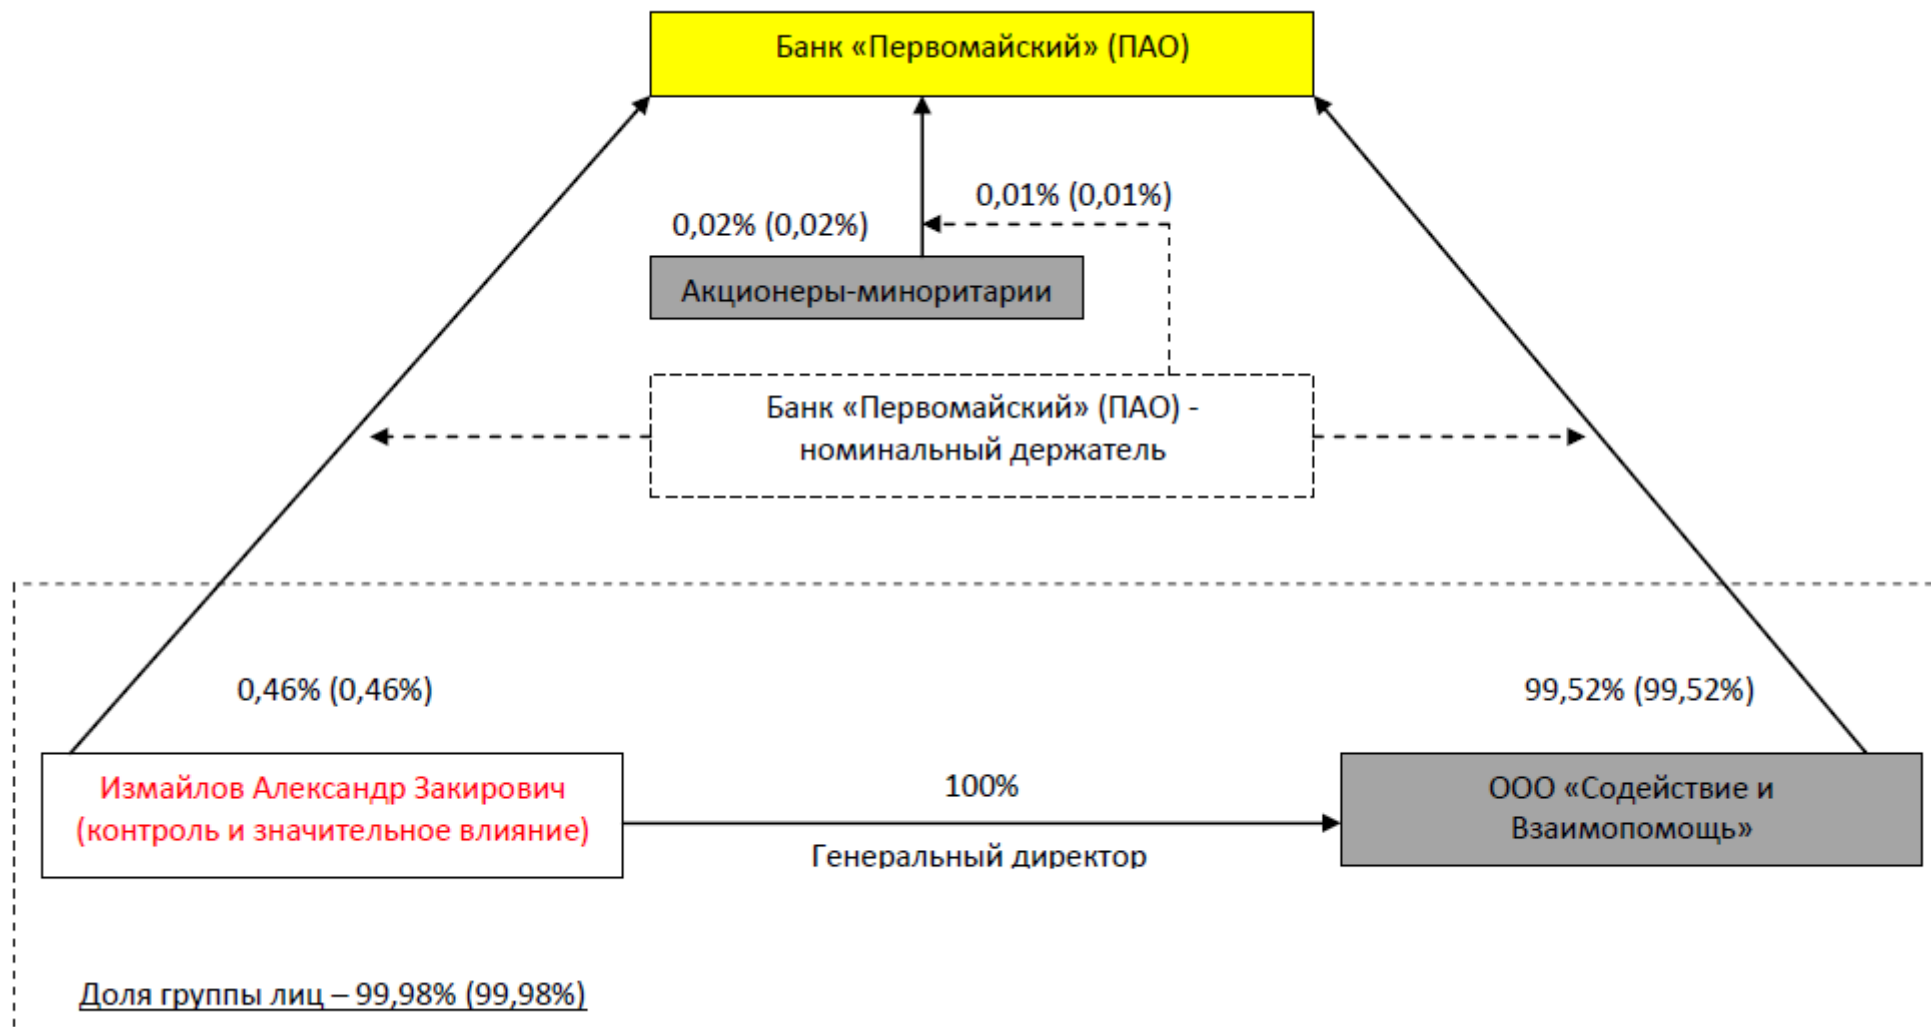 Банк «Первомайский» (ПАО)
0,01% (0,01%)
0,02% (0,02%)
Акционеры-миноритарии
Банк «Первомайский» (ПАО) -
номинальный держатель
0,46% (0,46%)
99,52% (99,52%)
Измайлов Александр Закирович
(контроль и значительное влияние)
100%
Генеральный директор
ООО «Содействие и
Взаимопомощь»
Доля группы лиц – 99,98% (99,98%)